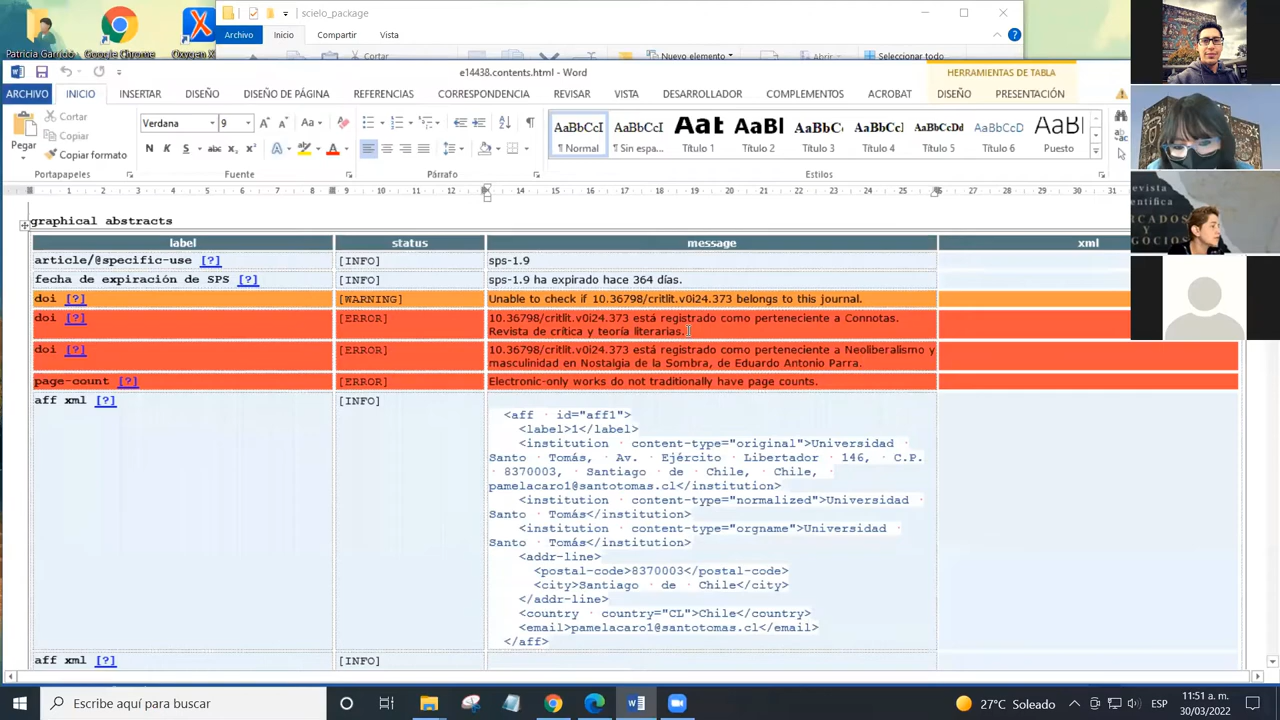 scielo_package
Archivo Inicio Compartir Vista
Patricia Garrido Google Chrome Oxygen X
Cortar Nuevo elemento Seleccionar todo
e14438.contents.html - Word
HERRAMIENTAS DE TABLA
ARCHIVO INICIO INSERTAR DISEÑO DISEÑO DE PÁGINA REFERENCIAS CORRESPONDENCIA REVISAR VISTA DESARROLLADOR COMPLEMENTOS ACROBAT DISEÑO PRESENTACIÓN
Cortar
Copiar
Copiar formato
Pegar
Verdana 9
N K S abc x₂ x²
AaBbCcI AaBbCcI AaB AaBl AaBbC AaBbCcI AaBbCcDd AaBbCcDd AaB
¶ Normal ¶ Sin espa... Título 1 Título 2 Título 3 Título 4 Título 5 Título 6 Puesto
Portapapeles Fuente Párrafo Estilos
graphical abstracts
label status message xml
article/@specific-use [?] [INFO] sps-1.9
fecha de expiración de SPS [?] [INFO] sps-1.9 ha expirado hace 364 días.
doi [?] [WARNING] Unable to check if 10.36798/critlit.v0i24.373 belongs to this journal.
doi [?] [ERROR] 10.36798/critlit.v0i24.373 está registrado como perteneciente a Connotas.
Revista de crítica y teoría literarias.
doi [?] [ERROR] 10.36798/critlit.v0i24.373 está registrado como perteneciente a Neoliberalismo y
masculinidad en Nostalgia de la Sombra, de Eduardo Antonio Parra.
page-count [?] [ERROR] Electronic-only works do not traditionally have page counts.
aff xml [?] [INFO]
<aff · id="aff1">
<label>1</label>
<institution · content-type="original">Universidad ·
Santo · Tomás, · Av. · Ejército · Libertador · 146, · C.P.
· 8370003, · Santiago · de · Chile, · Chile, ·
pamelacaro1@santotomas.cl</institution>
<institution · content-type="normalized">Universidad ·
Santo · Tomás</institution>
<institution · content-type="orgname">Universidad ·
Santo · Tomás</institution>
<addr-line>
<postal-code>8370003</postal-code>
<city>Santiago · de · Chile</city>
</addr-line>
<country · country="CL">Chile</country>
<email>pamelacaro1@santotomas.cl</email>
</aff>
aff xml [?] [INFO]
Escribe aquí para buscar
27°C Soleado ESP
11:51 a. m.
30/03/2022